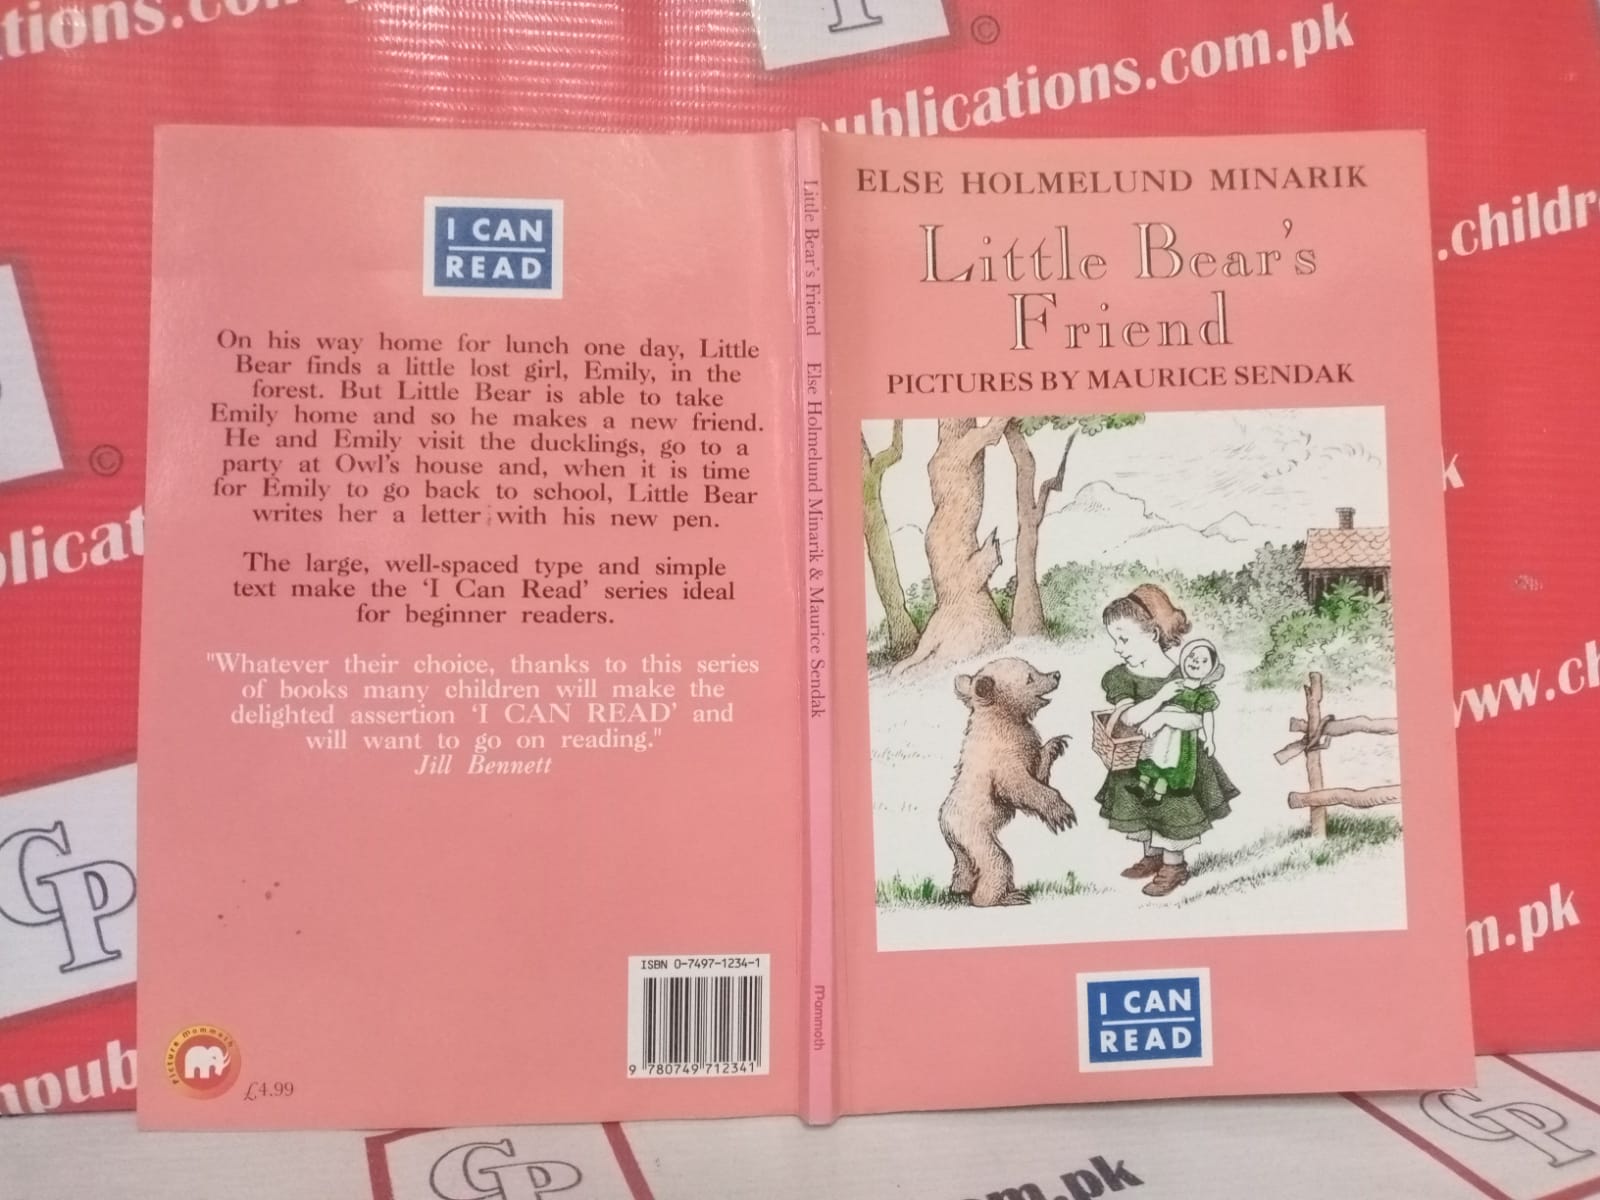 tions.com
©
ublications.com.pk
.childr
©
blicat
www.ch
k
m.pk
GP
npub
GP
GP
om.pk
I CAN
READ
On his way home for lunch one day, Little
Bear finds a little lost girl, Emily, in the
forest. But Little Bear is able to take
Emily home and so he makes a new friend.
He and Emily visit the ducklings, go to a
party at Owl's house and, when it is time
for Emily to go back to school, Little Bear
writes her a letter with his new pen.
The large, well-spaced type and simple
text make the 'I Can Read' series ideal
for beginner readers.
"Whatever their choice, thanks to this series
of books many children will make the
delighted assertion 'I CAN READ' and
will want to go on reading."
Jill Bennett
ISBN 0-7497-1234-1
9 780749 712341
Picture Mammoth
£4.99
Little Bear's Friend Else Holmelund Minarik & Maurice Sendak mammoth
ELSE HOLMELUND MINARIK
Little Bear's
Friend
PICTURES BY MAURICE SENDAK
I CAN
READ